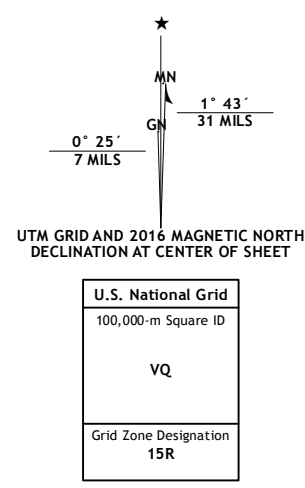 ★
MN
GN
1° 43´
31 MILS
0° 25´
7 MILS
UTM GRID AND 2016 MAGNETIC NORTH
DECLINATION AT CENTER OF SHEET
U.S. National Grid
100,000-m Square ID
VQ
Grid Zone Designation
15R